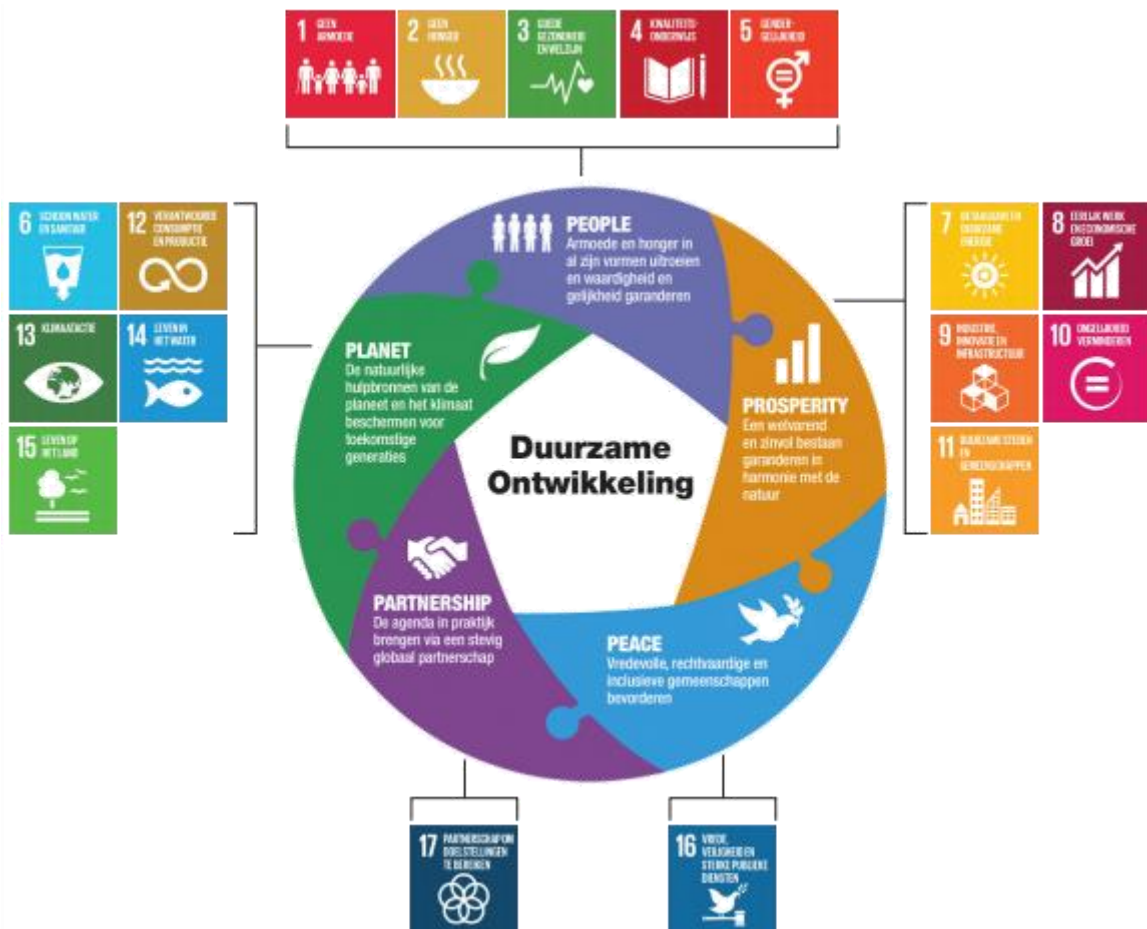 1 GEEN
ARMOEDE
2 GEEN
HONGER
3 GOEDE
GEZONDHEID
EN WELZIJN
4 KWALITEITS-
ONDERWIJS
5 GENDER-
GELIJKHEID
6 SCHOON WATER
EN SANITAIR
12 VERANTWOORDE
CONSUMPTIE
EN PRODUCTIE
13 KLIMAATACTIE
14 LEVEN IN
HET WATER
15 LEVEN OP
HET LAND
7 BETAALBARE EN
DUURZAME
ENERGIE
8 EERLIJK WERK
EN ECONOMISCHE
GROEI
9 INDUSTRIE,
INNOVATIE EN
INFRASTRUCTUUR
10 ONGELIJKHEID
VERMINDEREN
11 DUURZAME STEDEN
EN
GEMEENSCHAPPEN
PEOPLE
Armoede en honger in
al zijn vormen uitroeien
en waardigheid en
gelijkheid garanderen
PLANET
De natuurlijke
hulpbronnen van de
planeet en het klimaat
beschermen voor
toekomstige
generaties
PROSPERITY
Een welvarend
en zinvol bestaan
garanderen in
harmonie met de
natuur
Duurzame
Ontwikkeling
PARTNERSHIP
De agenda in praktijk
brengen via een stevig
globaal partnerschap
PEACE
Vredevolle, rechtvaardige en
inclusieve gemeenschappen
bevorderen
17 PARTNERSCHAP OM
DOELSTELLINGEN
TE BEREIKEN
16 VREDE,
VEILIGHEID EN
STERKE PUBLIEKE
DIENSTEN